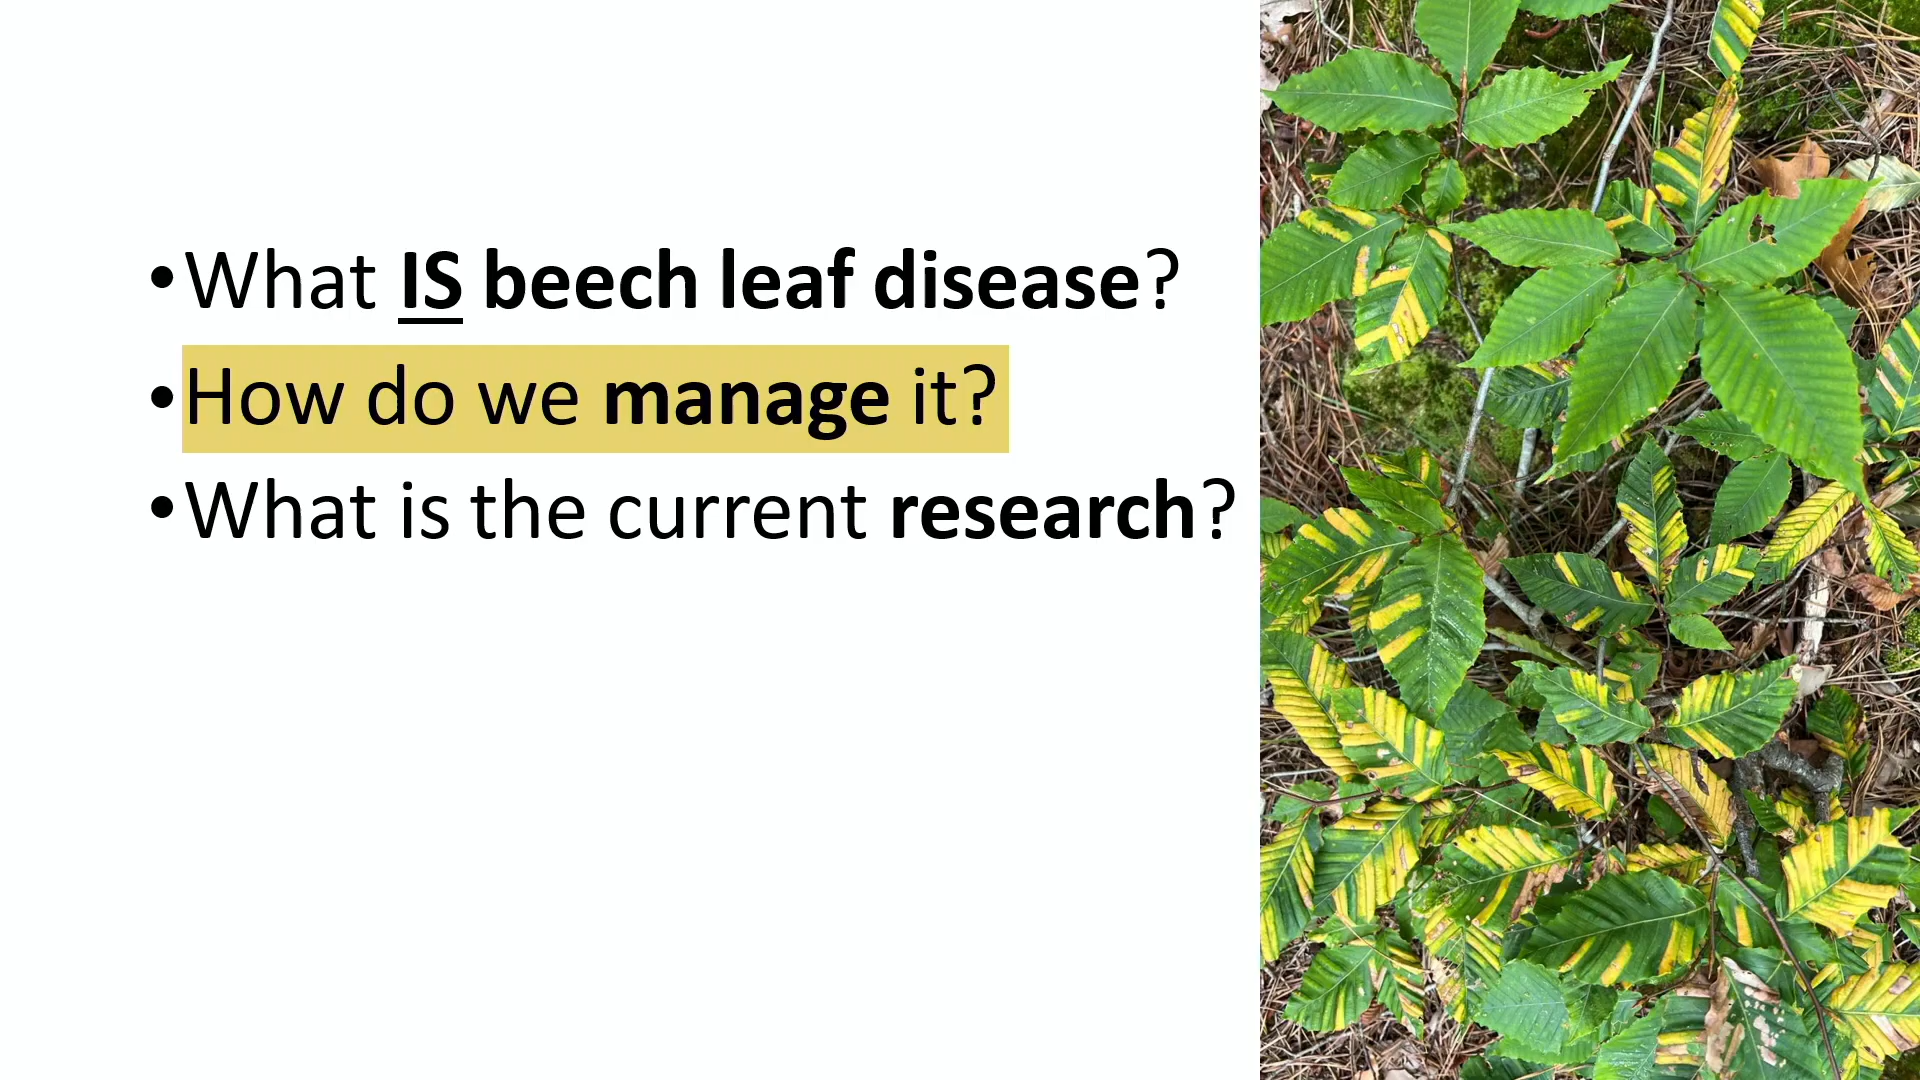 •What IS beech leaf disease?
•How do we manage it?
•What is the current research?